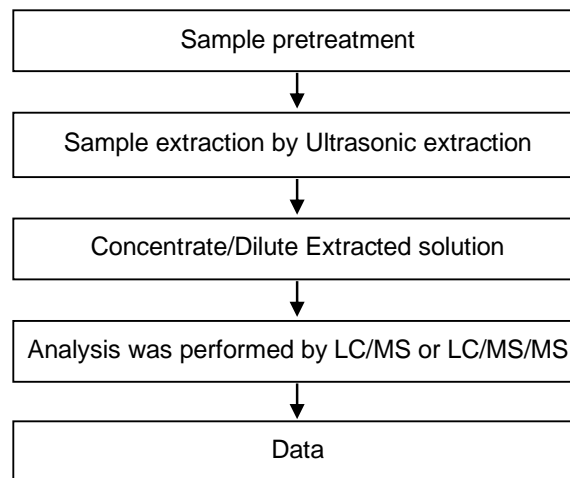 Sample pretreatment
Sample extraction by Ultrasonic extraction
Concentrate/Dilute Extracted solution
Analysis was performed by LC/MS or LC/MS/MS
Data